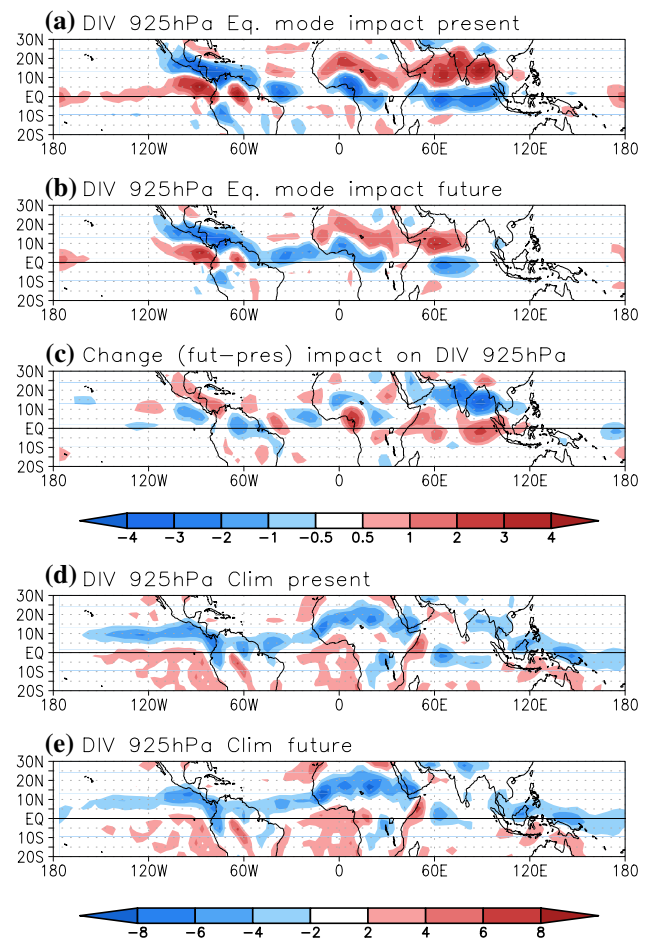 (a) DIV 925hPa Eq. mode impact present
30N
20N
10N
EQ
10S
20S
180 120W 60W 0 60E 120E 180
(b) DIV 925hPa Eq. mode impact future
30N
20N
10N
EQ
10S
20S
180 120W 60W 0 60E 120E 180
(c) Change (fut-pres) impact on DIV 925hPa
30N
20N
10N
EQ
10S
20S
180 120W 60W 0 60E 120E 180
-4 -3 -2 -1 -0.5 0.5 1 2 3 4
(d) DIV 925hPa Clim present
30N
20N
10N
EQ
10S
20S
180 120W 60W 0 60E 120E 180
(e) DIV 925hPa Clim future
30N
20N
10N
EQ
10S
20S
180 120W 60W 0 60E 120E 180
-8 -6 -4 -2 2 4 6 8